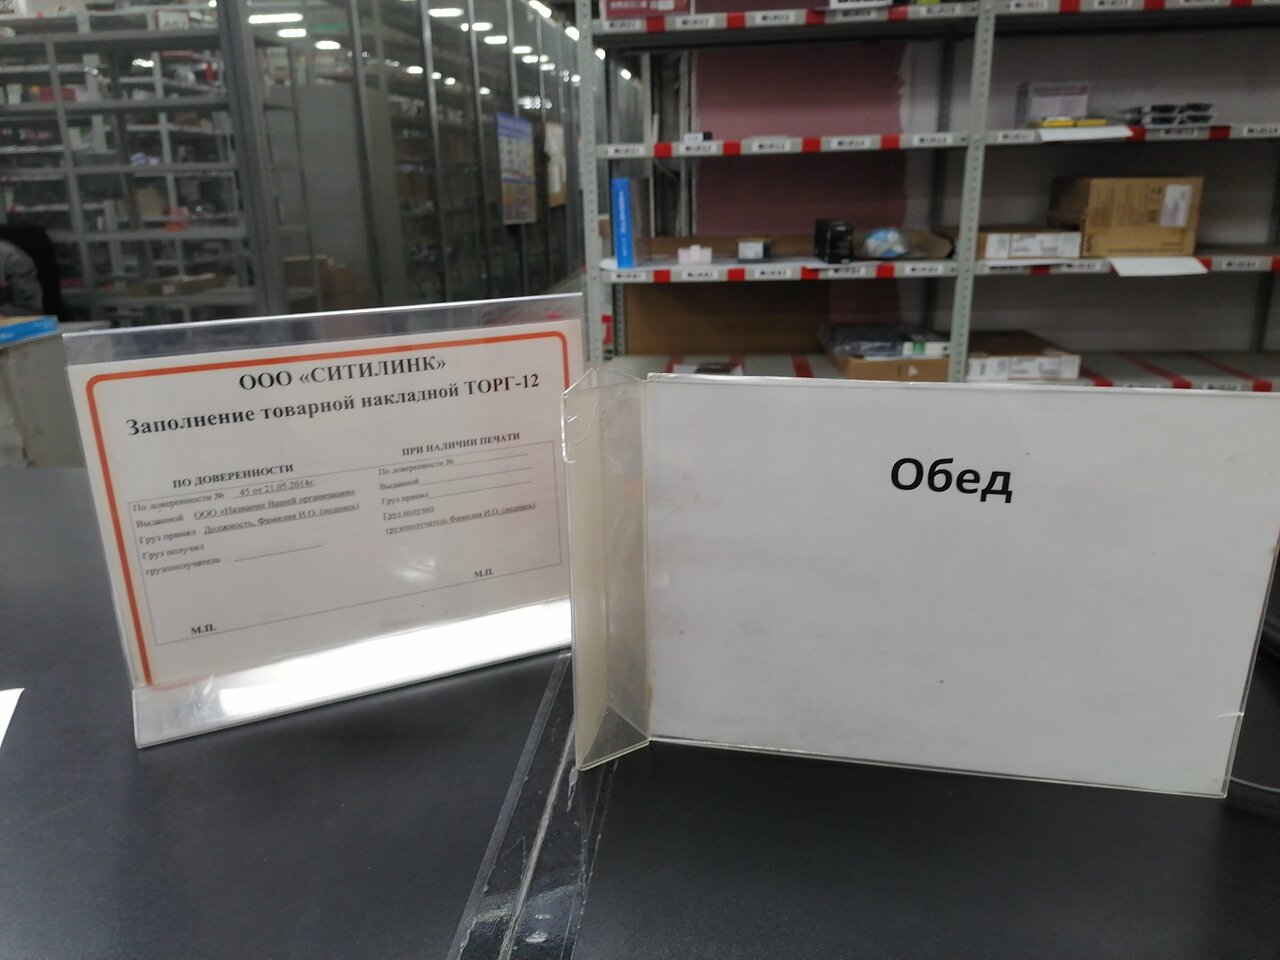 ООО «СИТИЛИНК»
Заполнение товарной накладной ТОРГ-12
ПО ДОВЕРЕННОСТИ
По доверенности № 45 от 21.05.2014г.
Выданной ООО «Название Вашей организации»
Груз принял Должность, Фамилия И.О. (подпись)
Груз получил
грузополучатель
М.П.
ПРИ НАЛИЧИИ ПЕЧАТИ
По доверенности №
Выданной
Груз принял
Груз получил
грузополучатель Фамилия И.О. (подпись)
М.П.
Обед